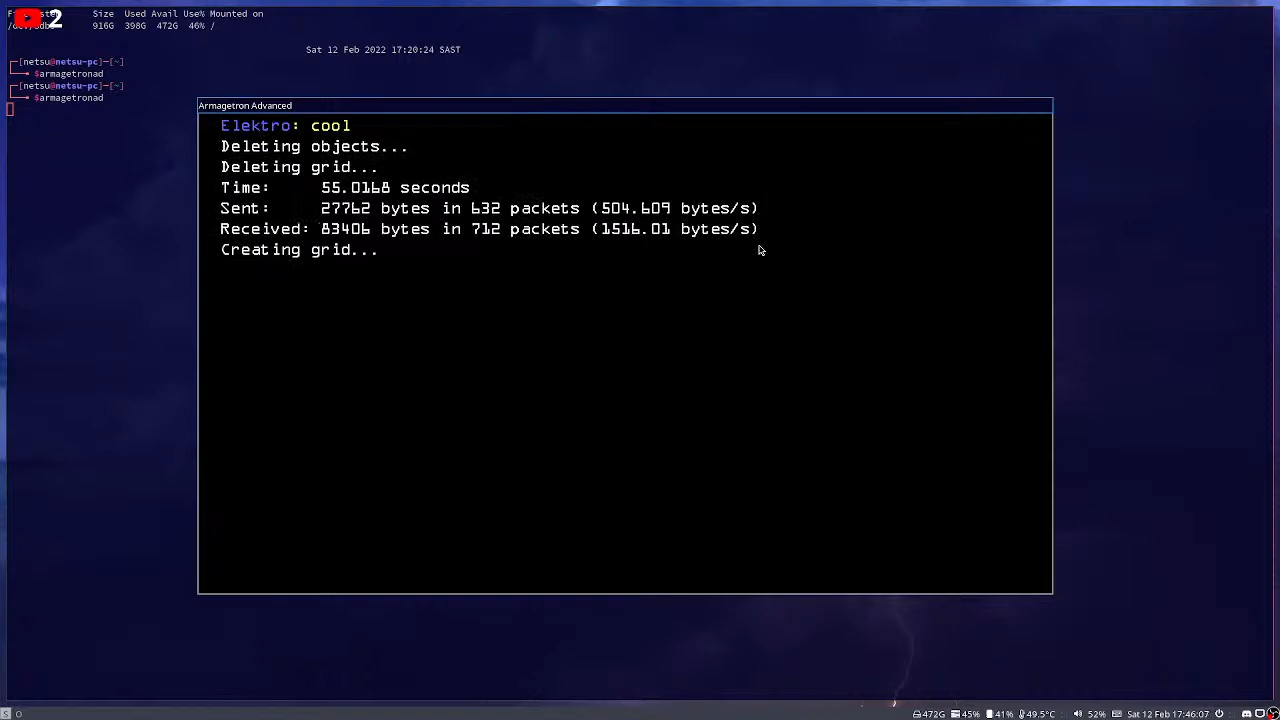 2
Size Used Avail Use% Mounted on
916G 398G 472G 46% /
Sat 12 Feb 2022 17:20:24 SAST
[netsu@netsu-pc]-[~]
$armagetronad
[netsu@netsu-pc]-[~]
$armagetronad
Armagetron Advanced
Elektro: cool
Deleting objects...
Deleting grid...
Time: 55.0168 seconds
Sent: 27762 bytes in 632 packets (504.609 bytes/s)
Received: 83406 bytes in 712 packets (1516.01 bytes/s)
Creating grid...
S O
472G 45% 41% 49.5°C 52% Sat 12 Feb 17:46:07